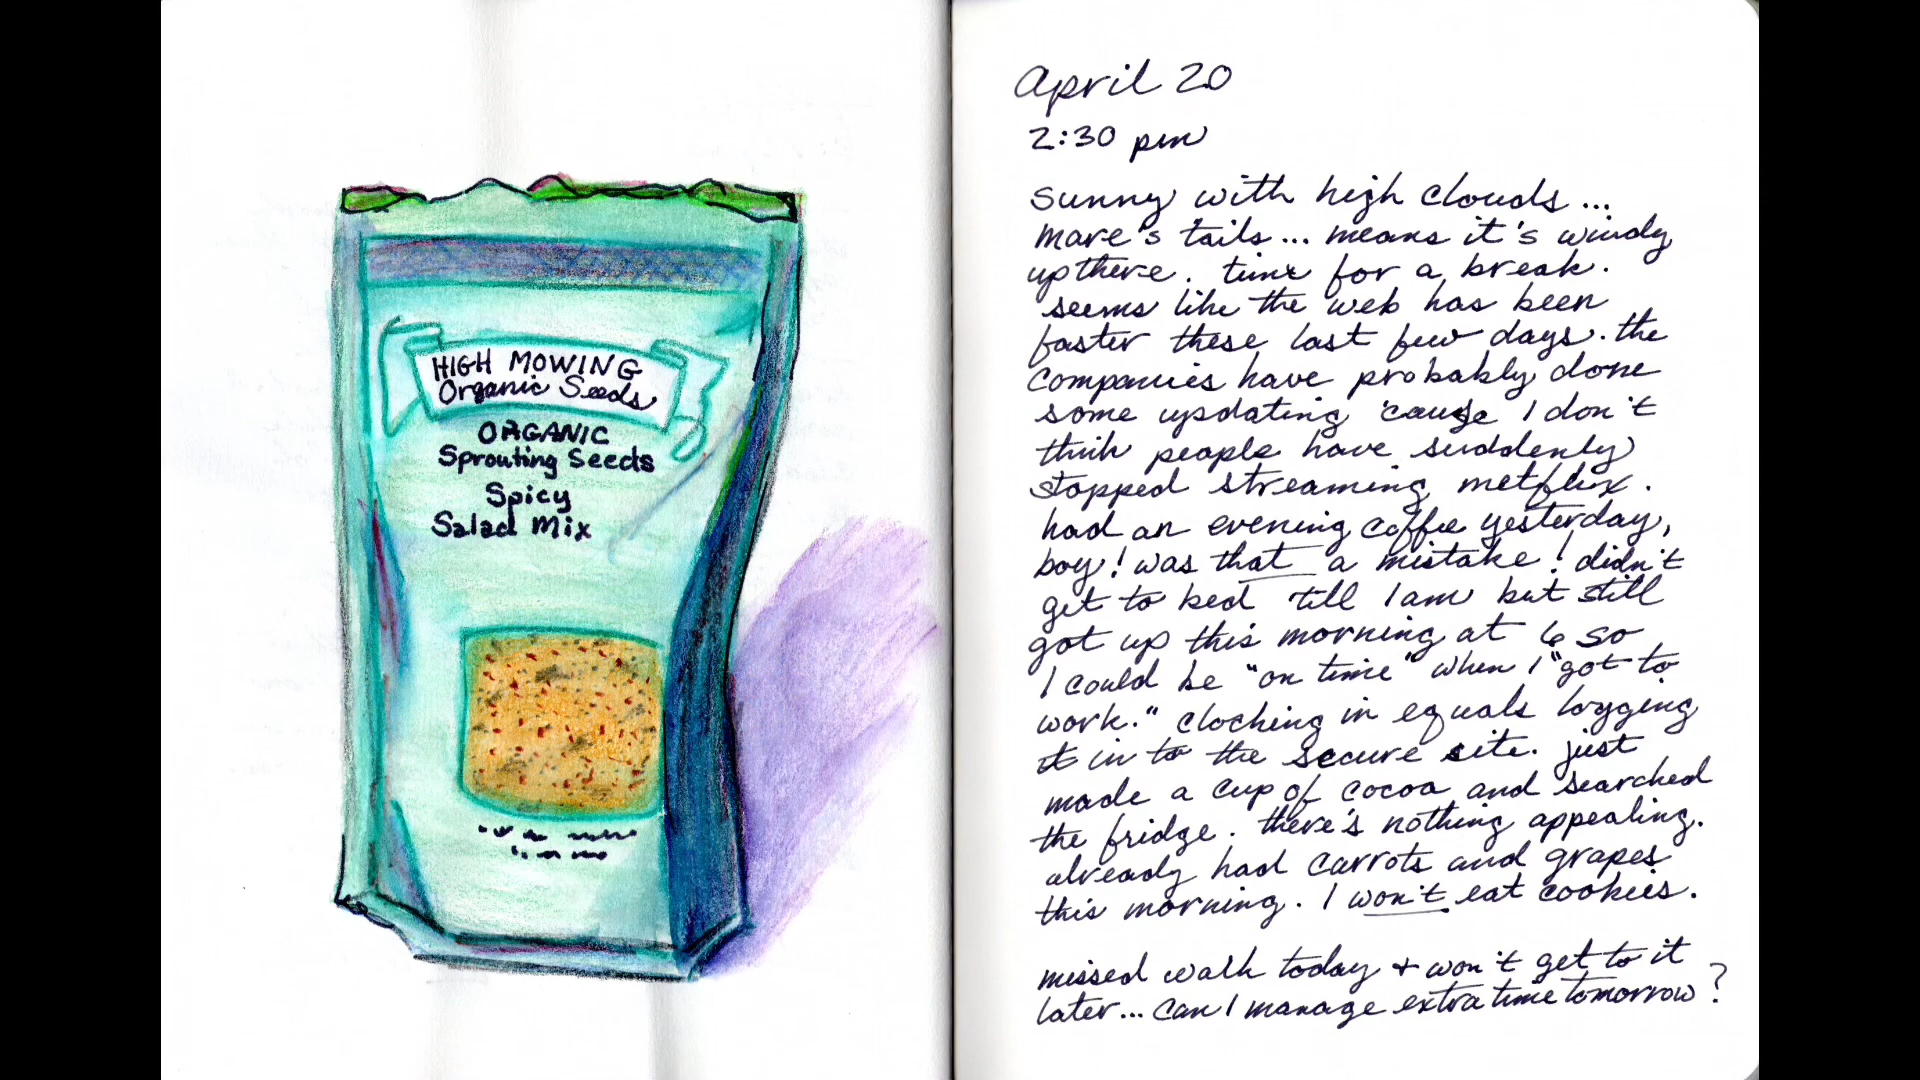 HIGH MOWING
Organic Seeds
ORGANIC
Sprouting Seeds
Spicy
Salad Mix
April 20
2:30 pm
sunny with high clouds...
mare's tails... means it's windy
up there. time for a break.
seems like the web has been
faster these last few days. the
companies have probably done
some updating 'cause I don't
think people have suddenly
stopped streaming netflix.
had an evening coffee yesterday,
boy! was that a mistake! didn't
get to bed 'till 1 am but still
got up this morning at 6 so
I could be "on time" when I "got to
work." clocking in equals logging
it in to the secure site. just
made a cup of cocoa and searched
the fridge. there's nothing appealing.
already had carrots and grapes
this morning. I won't eat cookies.
missed walk today + won't get to it
later... can I manage extra time tomorrow?